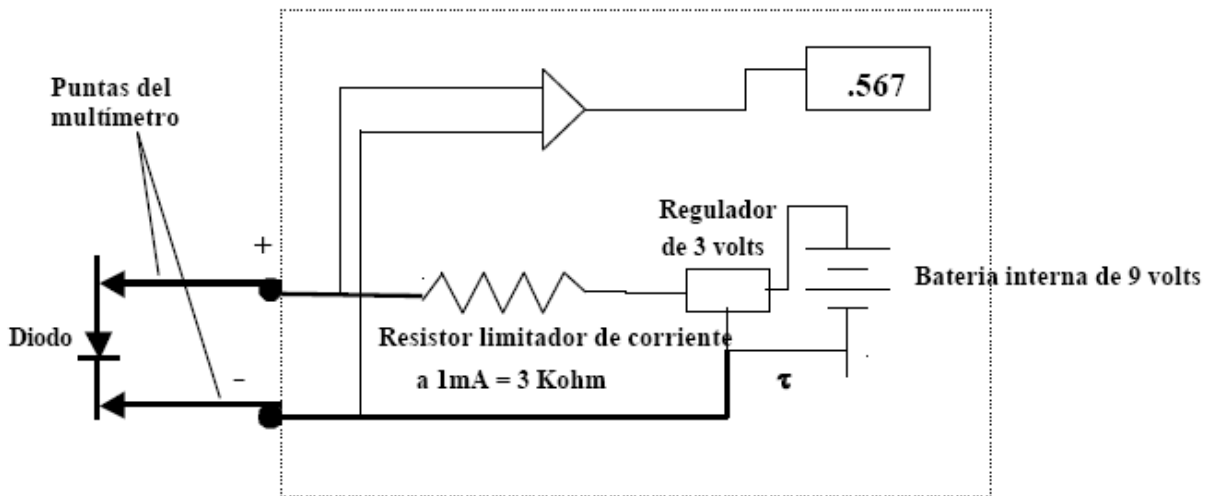 Puntas del
multímetro
.567
Regulador
de 3 volts
+
Bateria interna de 9 volts
Diodo
Resistor limitador de corriente
a 1mA = 3 Kohm
τ
-